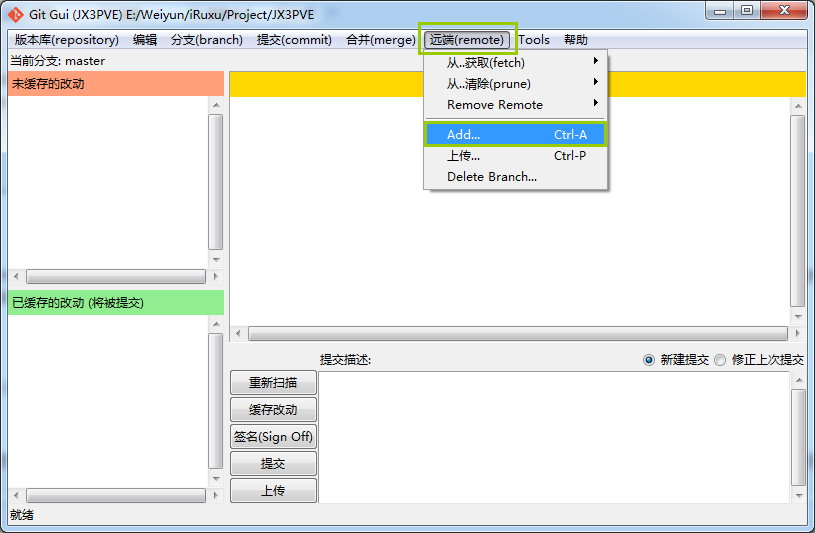 Git Gui (JX3PVE) E:/Weiyun/iRuxu/Project/JX3PVE
版本库(repository) 编辑 分支(branch) 提交(commit) 合并(merge) 远端(remote) Tools 帮助
当前分支: master
未缓存的改动
从..获取(fetch)
从..清除(prune)
Remove Remote
Add... Ctrl-A
上传... Ctrl-P
Delete Branch...
已缓存的改动 (将被提交)
提交描述: 新建提交 修正上次提交
重新扫描
缓存改动
签名(Sign Off)
提交
上传
就绪